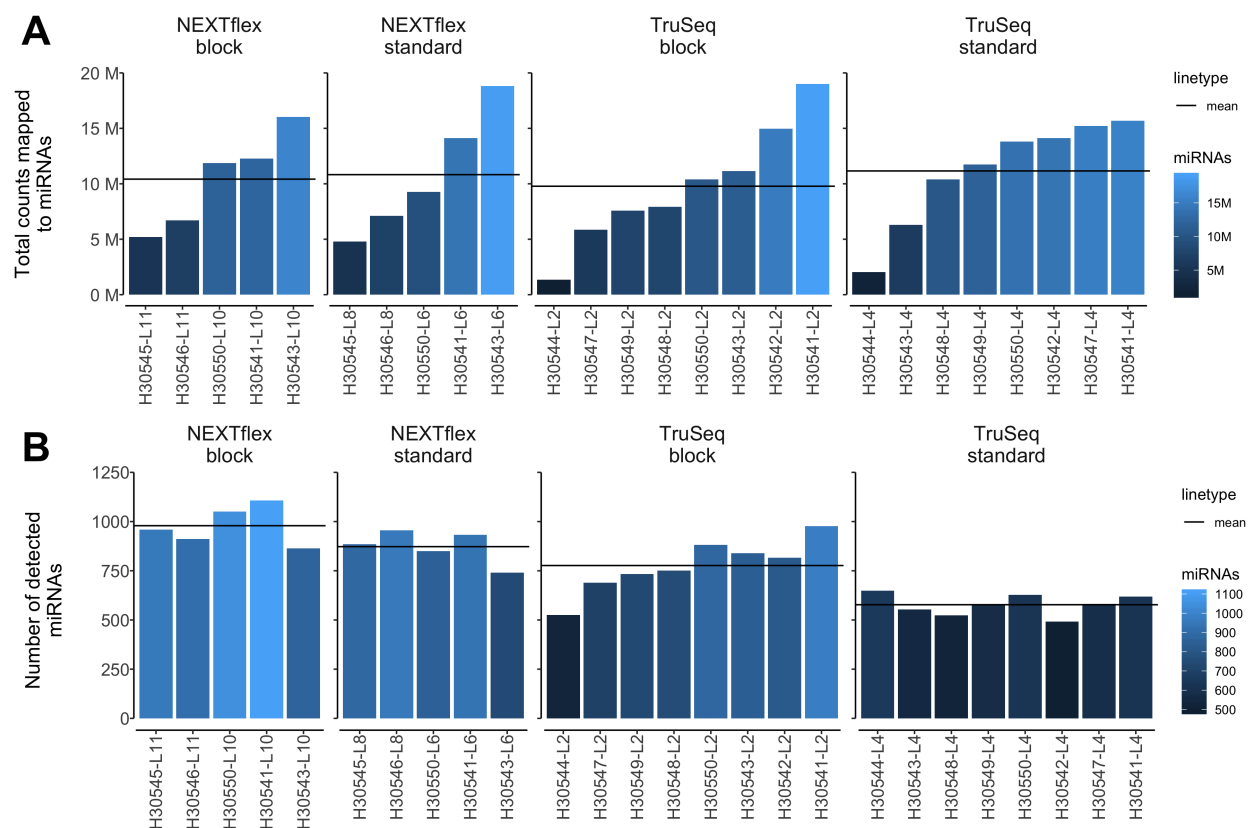 A
NEXTflex
block
NEXTflex
standard
TruSeq
block
TruSeq
standard
Total counts mapped
to miRNAs
20 M
15 M
10 M
5 M
0 M
H30545-L11
H30546-L11
H30550-L10
H30541-L10
H30543-L10
H30545-L8
H30546-L8
H30550-L6
H30541-L6
H30543-L6
H30544-L2
H30547-L2
H30549-L2
H30548-L2
H30550-L2
H30543-L2
H30542-L2
H30541-L2
H30544-L4
H30543-L4
H30548-L4
H30549-L4
H30550-L4
H30542-L4
H30547-L4
H30541-L4
linetype
mean
miRNAs
15M
10M
5M
B
NEXTflex
block
NEXTflex
standard
TruSeq
block
TruSeq
standard
Number of detected
miRNAs
1250
1000
750
500
250
0
H30545-L11
H30546-L11
H30550-L10
H30541-L10
H30543-L10
H30545-L8
H30546-L8
H30550-L6
H30541-L6
H30543-L6
H30544-L2
H30547-L2
H30549-L2
H30548-L2
H30550-L2
H30543-L2
H30542-L2
H30541-L2
H30544-L4
H30543-L4
H30548-L4
H30549-L4
H30550-L4
H30542-L4
H30547-L4
H30541-L4
linetype
mean
miRNAs
1100
1000
900
800
700
600
500